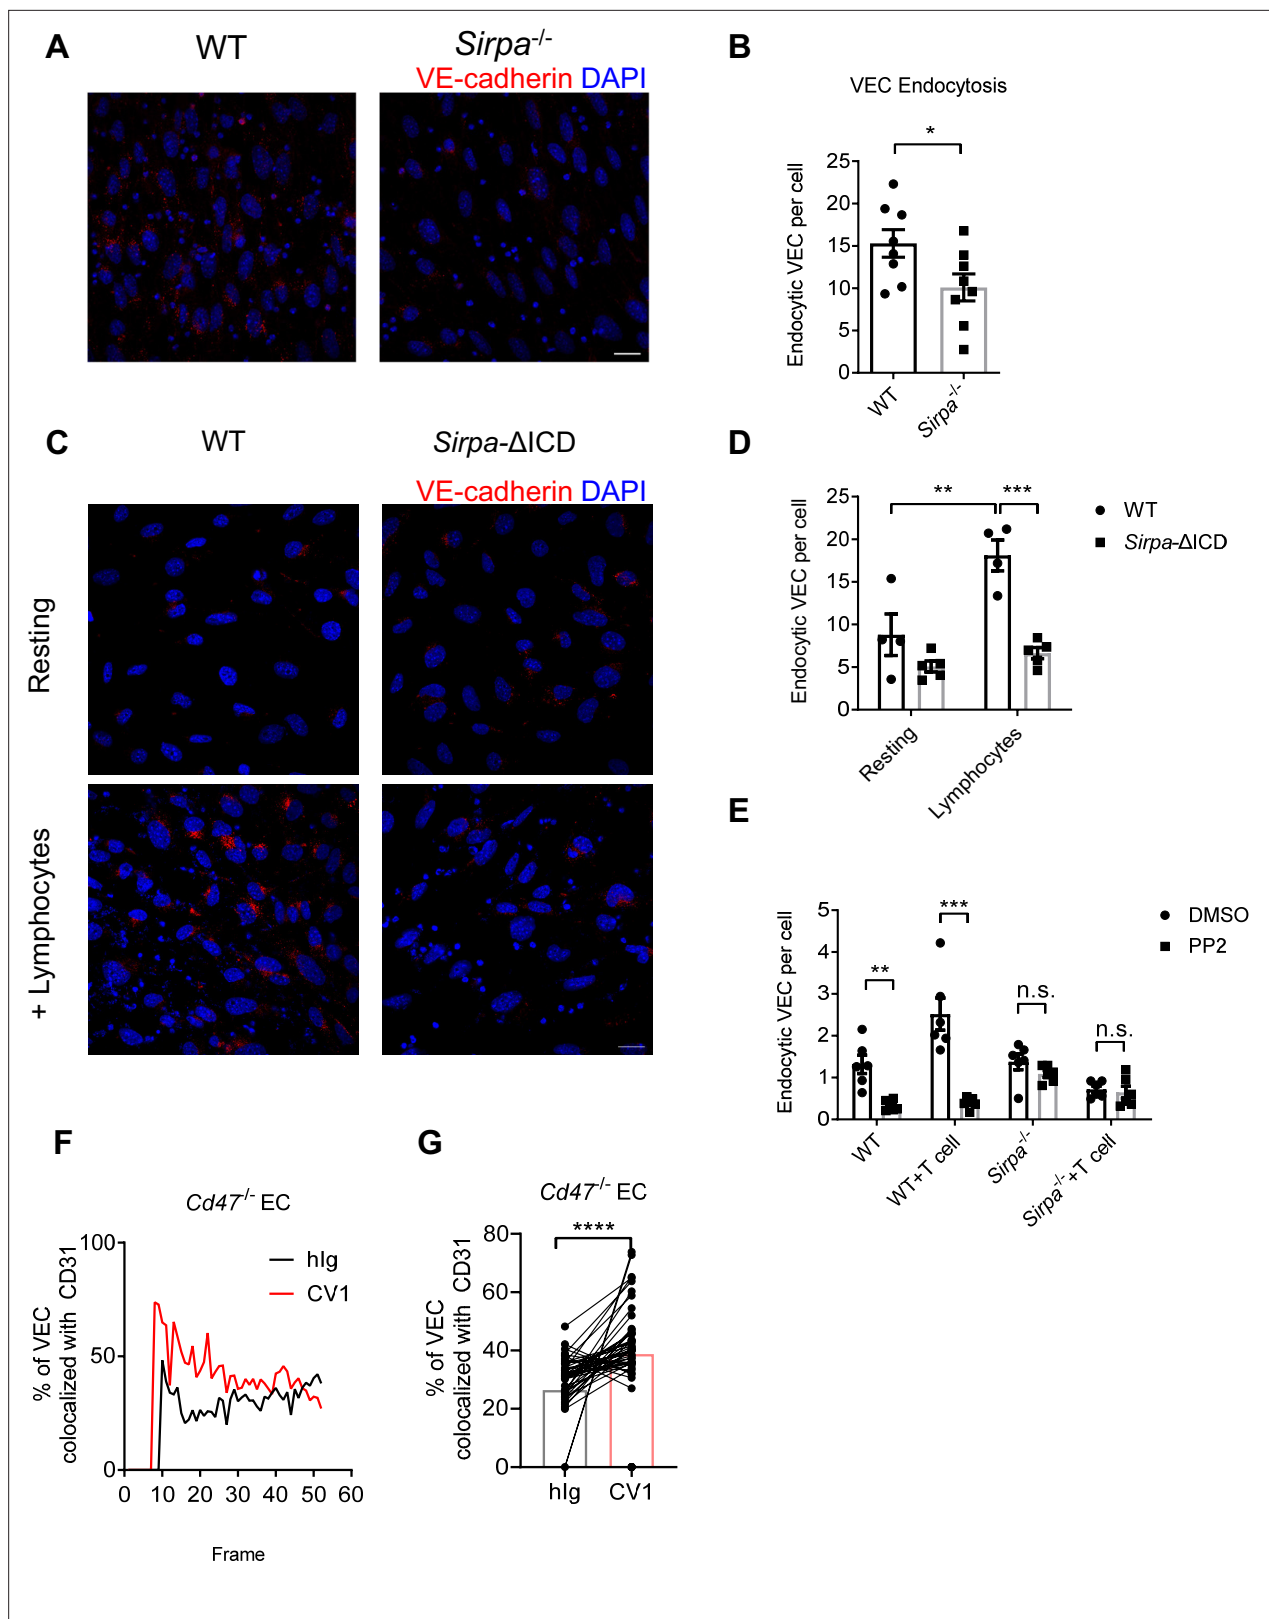 A
WT
Sirpa-/-
VE-cadherin DAPI
B
VEC Endocytosis
*
Endocytic VEC per cell
25
20
15
10
5
0
WT
Sirpa-/-
C
WT
Sirpa-ΔICD
VE-cadherin DAPI
Resting
+ Lymphocytes
D
Endocytic VEC per cell
25
20
15
10
5
0
**
***
WT
Sirpa-ΔICD
Resting
Lymphocytes
E
Endocytic VEC per cell
5
4
3
2
1
0
**
***
n.s.
n.s.
DMSO
PP2
WT
WT+T cell
Sirpa-/-
Sirpa-/-+T cell
F
Cd47-/- EC
% of VEC
colocalized with CD31
100
50
0
hIg
CV1
0 10 20 30 40 50 60
Frame
G
Cd47-/- EC
****
% of VEC
colocalized with CD31
80
60
40
20
0
hIg CV1